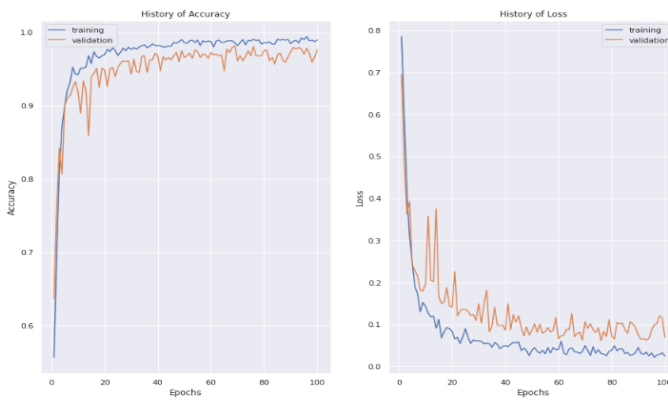 History of Accuracy
training
validation
1.0
0.9
0.8
0.7
0.6
Accuracy
0
20
40
60
80
100
Epochs
History of Loss
training
validation
0.8
0.7
0.6
0.5
0.4
0.3
0.2
0.1
0.0
Loss
0
20
40
60
80
100
Epochs